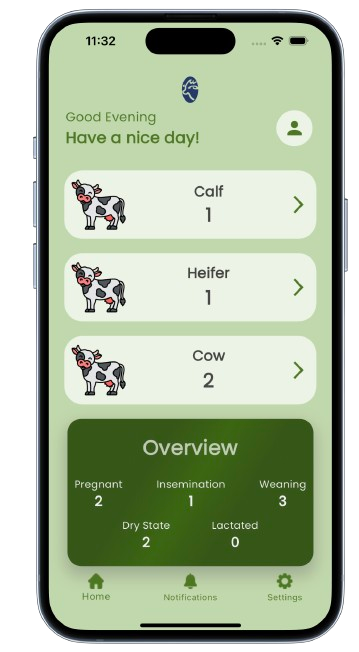 11:32
Good Evening
Have a nice day!
Calf
1
Heifer
1
Cow
2
Overview
Pregnant Insemination Weaning
2 1 3
Dry State Lactated
2 0
Home Notifications Settings